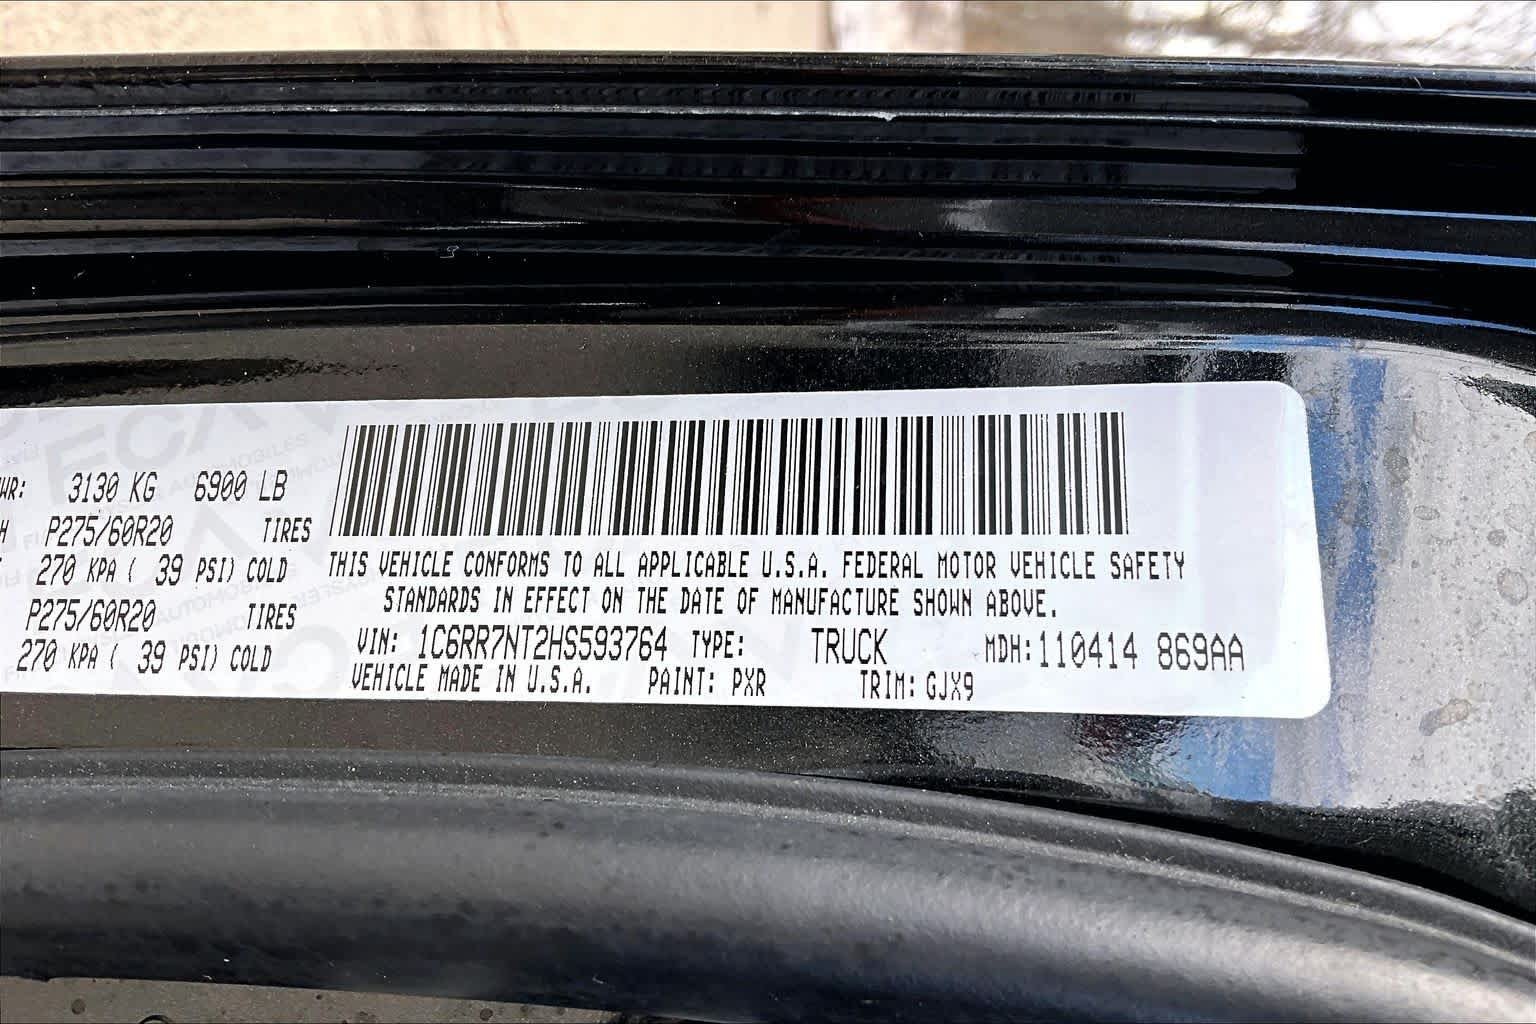 WR: 3130 KG 6900 LB
H P275/60R20 TIRES
270 KPA ( 39 PSI) COLD
P275/60R20 TIRES
270 KPA ( 39 PSI) COLD
THIS VEHICLE CONFORMS TO ALL APPLICABLE U.S.A. FEDERAL MOTOR VEHICLE SAFETY
STANDARDS IN EFFECT ON THE DATE OF MANUFACTURE SHOWN ABOVE.
VIN: 1C6RR7NT2HS593764 TYPE: TRUCK MDH:110414 869AA
VEHICLE MADE IN U.S.A. PAINT: PXR TRIM: GJX9